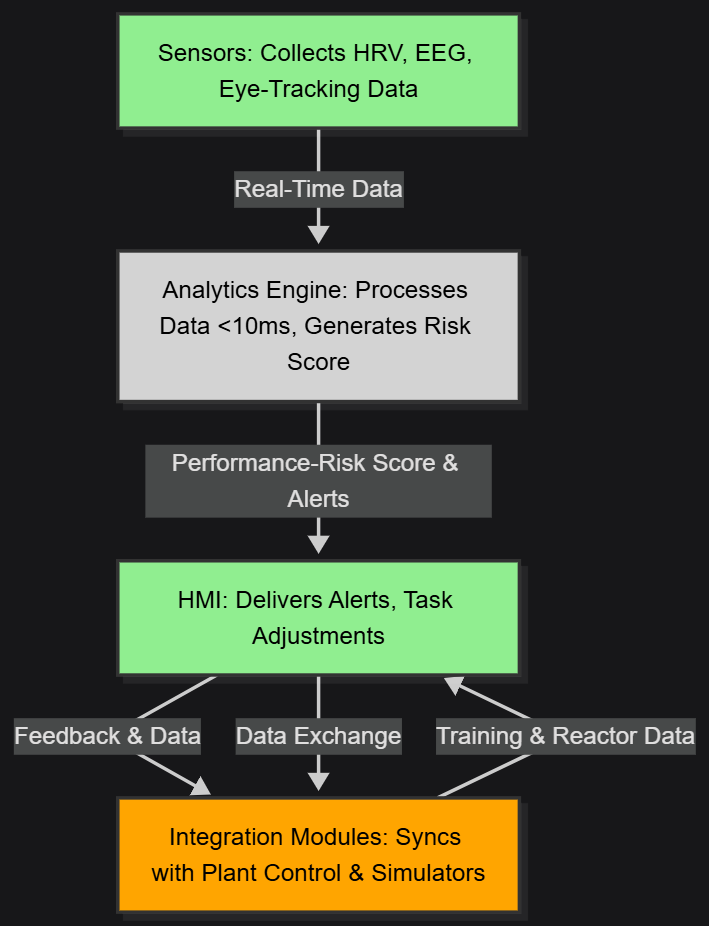 Sensors: Collects HRV, EEG,
Eye-Tracking Data
Real-Time Data
Analytics Engine: Processes
Data <10ms, Generates Risk
Score
Performance-Risk Score &
Alerts
HMI: Delivers Alerts, Task
Adjustments
Feedback & Data
Data Exchange
Training & Reactor Data
Integration Modules: Syncs
with Plant Control & Simulators